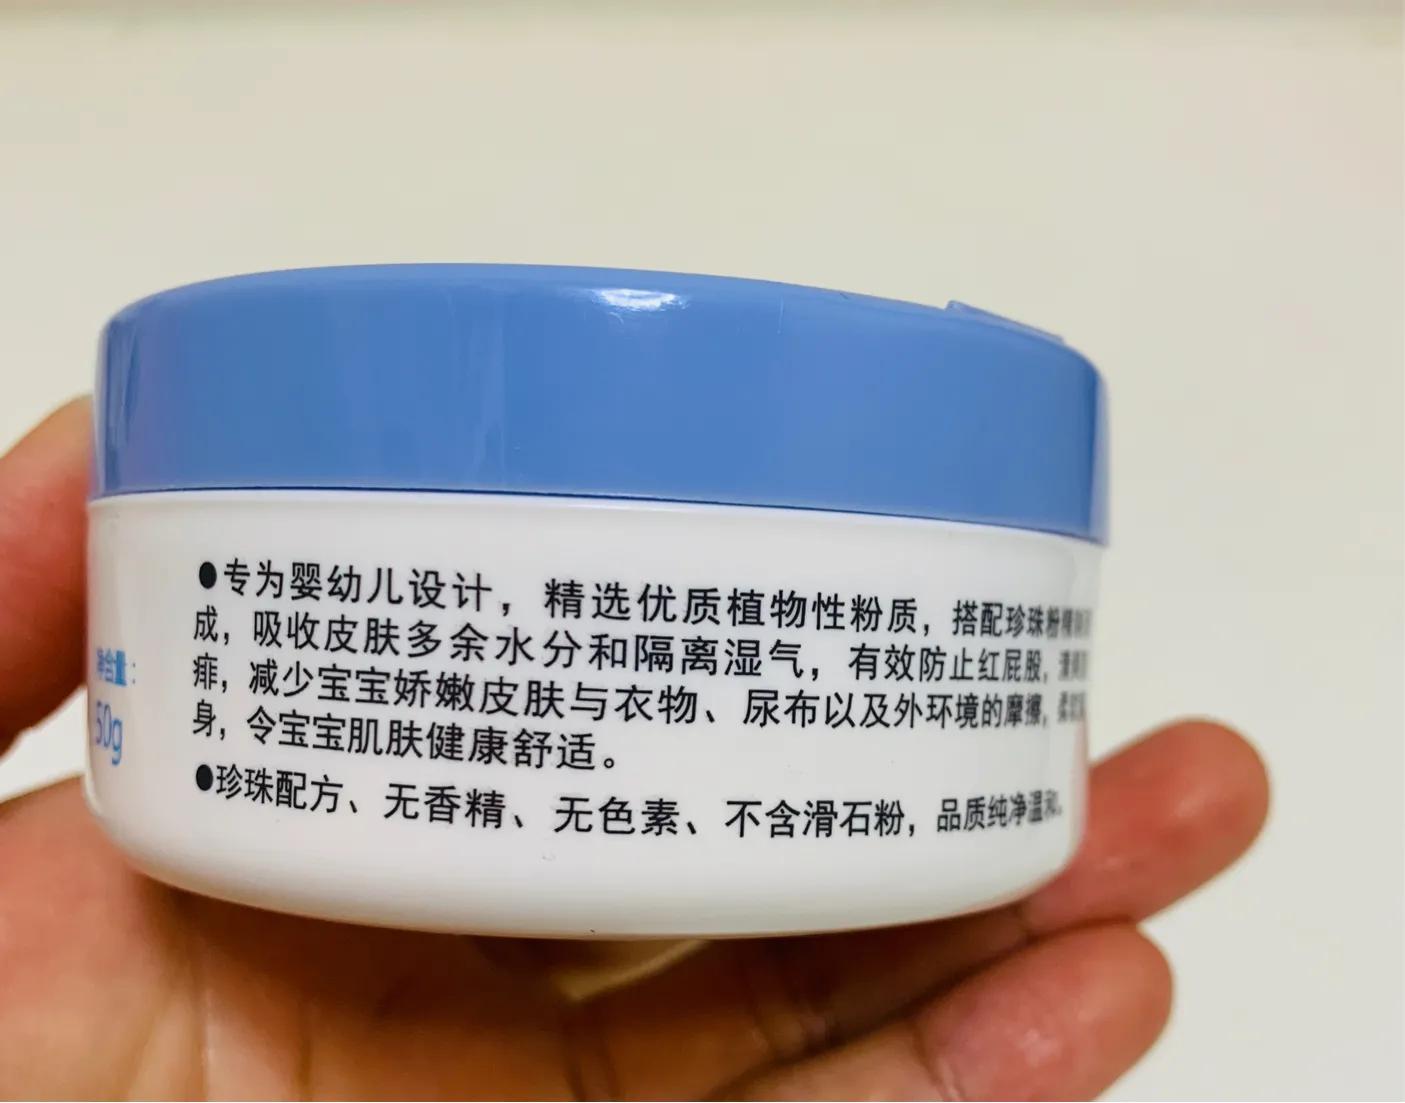 ●专为婴幼儿设计，精选优质植物性粉质，搭配珍珠粉精
成，吸收皮肤多余水分和隔离湿气，有效防止红屁股，
痱，减少宝宝娇嫩皮肤与衣物、尿布以及外环境的摩擦，柔
身，令宝宝肌肤健康舒适。
●珍珠配方、无香精、无色素、不含滑石粉，品质纯净温和。
净含量：
50g